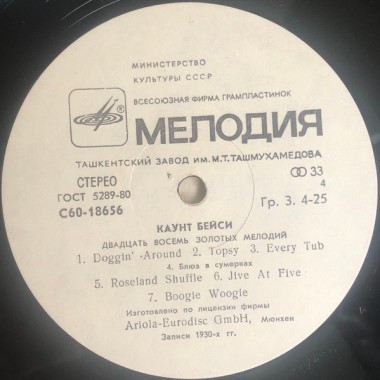 МИНИСТЕРСТВО
КУЛЬТУРЫ СССР
ВСЕСОЮЗНАЯ ФИРМА ГРАМПЛАСТИНОК
МЕЛОДИЯ
ТАШКЕНТСКИЙ ЗАВОД ИМ. М.Т. ТАШМУХАМЕДОВА
СТЕРЕО
ГОСТ 5289-80
С60-18656
33
4
Гр. 3. 4-25
КАУНТ БЕЙСИ
ДВАДЦАТЬ ВОСЕМЬ ЗОЛОТЫХ МЕЛОДИЙ
1. Doggin' -Around 2. Topsy 3. Every Tub
4. Блюз в сумерках
5. Roseland Shuffle 6. Jive At Five
7. Boogie Woogie
Изготовлено по лицензии фирмы
Ariola-Eurodisc GmbH, Мюнхен
Записи 1930-х гг.